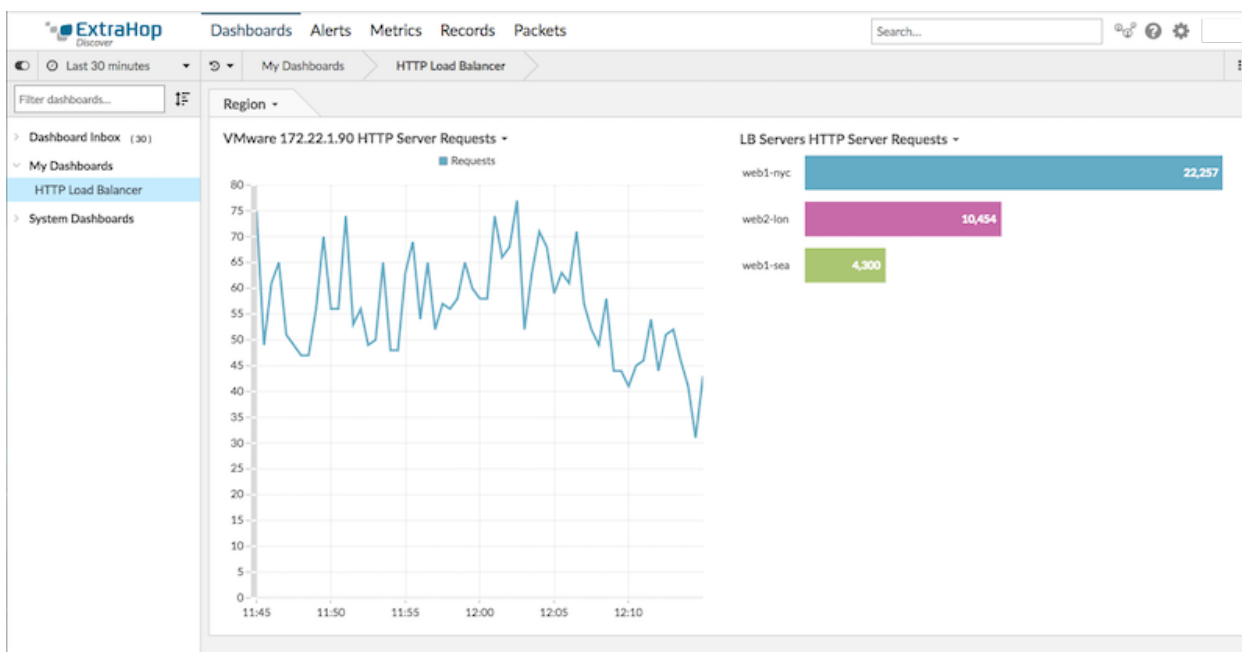 ExtraHop
Discover
Dashboards Alerts Metrics Records Packets
Search...
Last 30 minutes
My Dashboards
HTTP Load Balancer
Filter dashboards...
Region
Dashboard Inbox (30)
My Dashboards
HTTP Load Balancer
System Dashboards
VMware 172.22.1.90 HTTP Server Requests
Requests
80
75
70
65
60
55
50
45
40
35
30
25
20
15
10
5
0
11:45 11:50 11:55 12:00 12:05 12:10
LB Servers HTTP Server Requests
web1-nyc 22,257
web2-lon 10,454
web1-sea 4,300